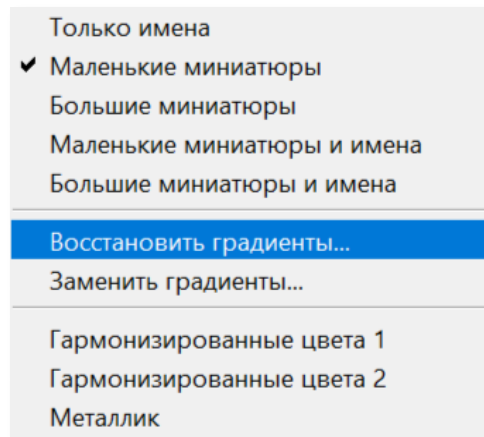 Только имена
Маленькие миниатюры
Большие миниатюры
Маленькие миниатюры и имена
Большие миниатюры и имена
Восстановить градиенты...
Заменить градиенты...
Гармонизированные цвета 1
Гармонизированные цвета 2
Металлик